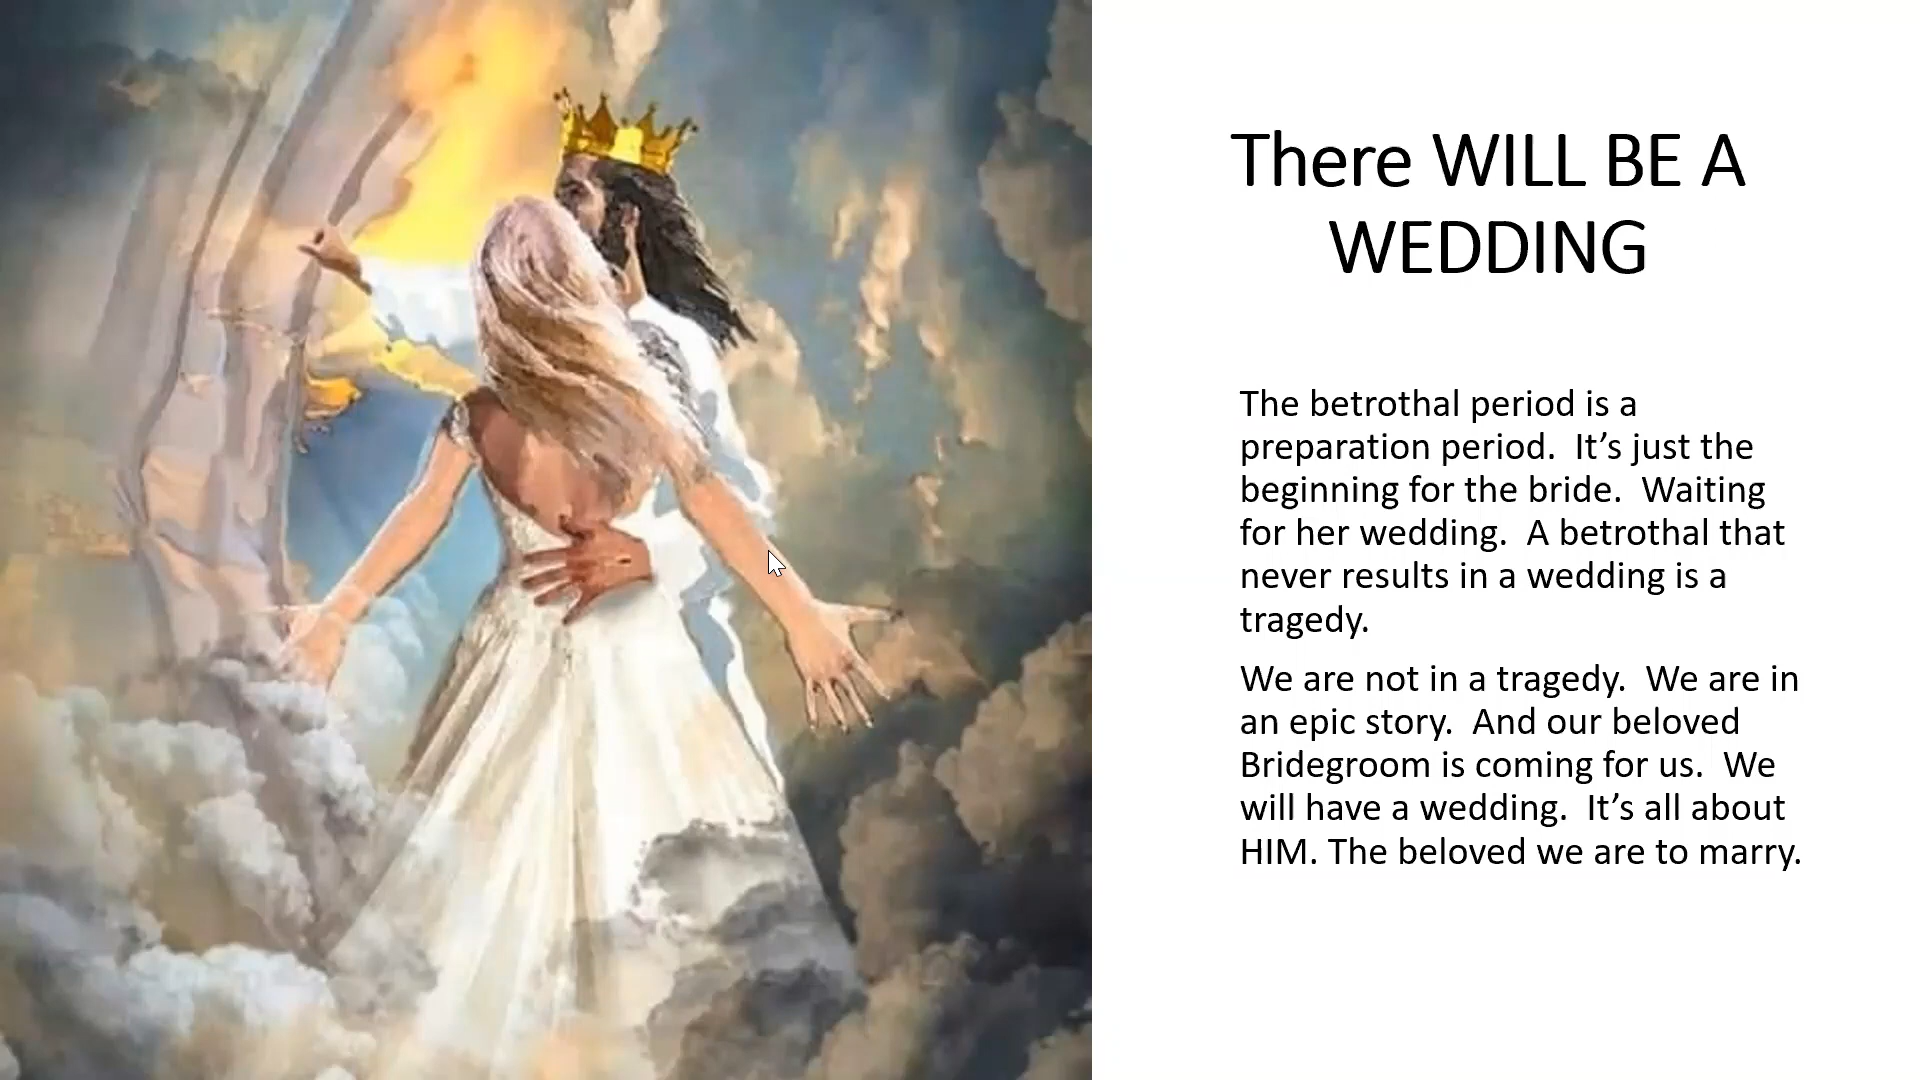 There WILL BE A
WEDDING
The betrothal period is a
preparation period.  It’s just the
beginning for the bride.  Waiting
for her wedding.  A betrothal that
never results in a wedding is a
tragedy.
We are not in a tragedy.  We are in
an epic story.  And our beloved
Bridegroom is coming for us.  We
will have a wedding.  It’s all about
HIM. The beloved we are to marry.